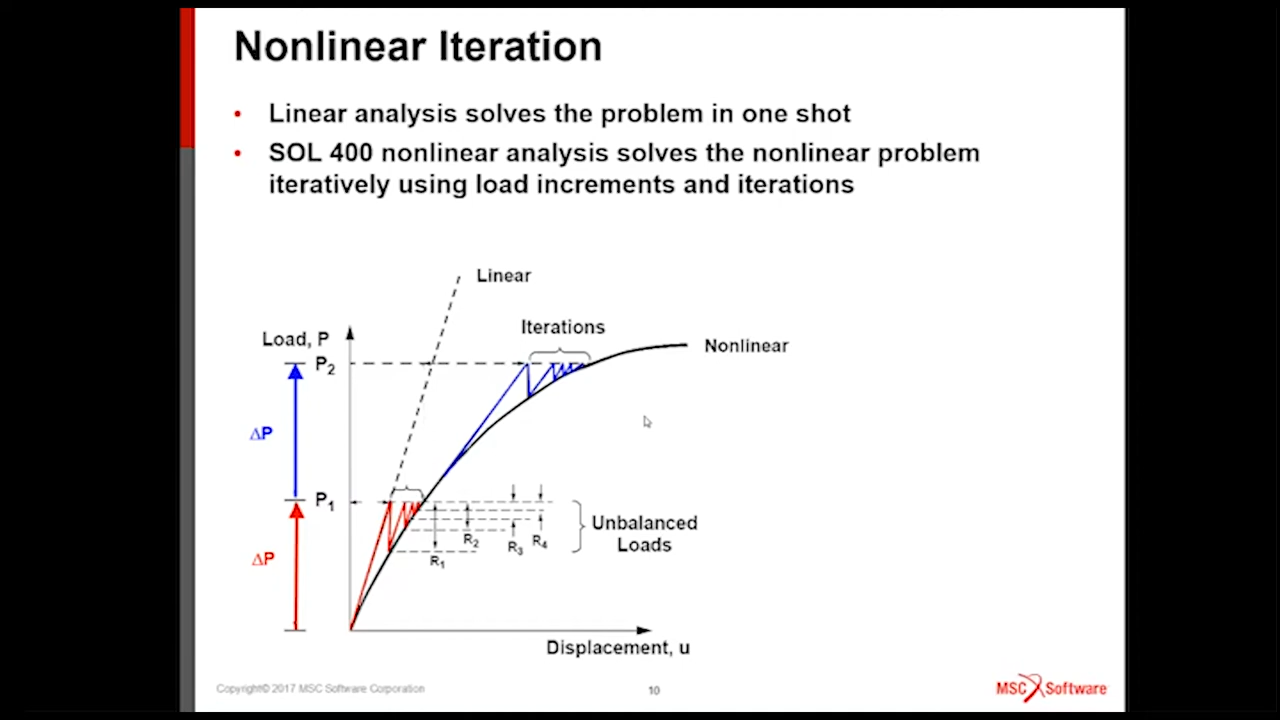 Nonlinear Iteration
• Linear analysis solves the problem in one shot
• SOL 400 nonlinear analysis solves the nonlinear problem
iteratively using load increments and iterations
Linear
Iterations
Load, P
Nonlinear
P₂
ΔP
P₁
Unbalanced
Loads
R₁
R₂
R₃
R₄
ΔP
Displacement, u
Copyright© 2017 MSC Software Corporation
10
MSC Software